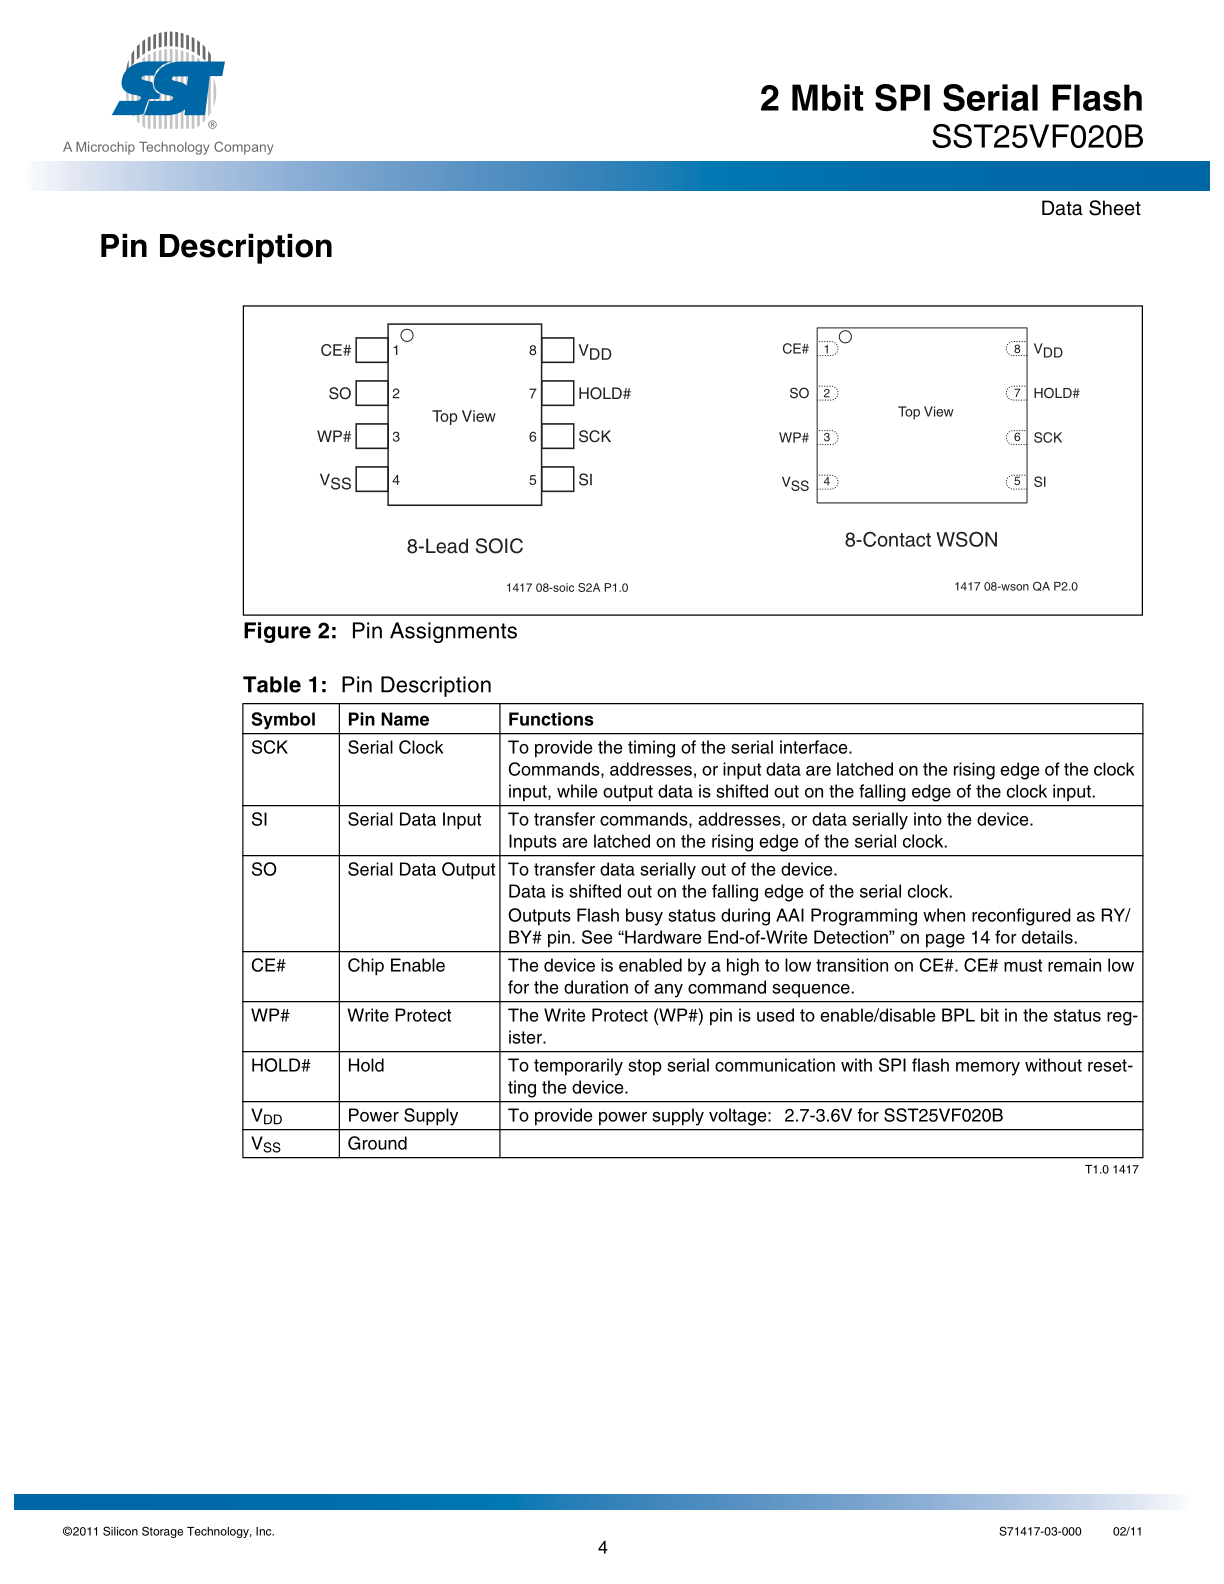 SST
®
A Microchip Technology Company
2 Mbit SPI Serial Flash
SST25VF020B
Data Sheet
Pin Description
CE# 1 8 VDD
SO 2 7 HOLD#
Top View
WP# 3 6 SCK
VSS 4 5 SI
8-Lead SOIC
1417 08-soic S2A P1.0
CE# 1 8 VDD
SO 2 7 HOLD#
Top View
WP# 3 6 SCK
VSS 4 5 SI
8-Contact WSON
1417 08-wson QA P2.0
Figure 2: Pin Assignments
Table 1: Pin Description
Symbol Pin Name Functions
SCK Serial Clock To provide the timing of the serial interface.
Commands, addresses, or input data are latched on the rising edge of the clock
input, while output data is shifted out on the falling edge of the clock input.
SI Serial Data Input To transfer commands, addresses, or data serially into the device.
Inputs are latched on the rising edge of the serial clock.
SO Serial Data Output To transfer data serially out of the device.
Data is shifted out on the falling edge of the serial clock.
Outputs Flash busy status during AAI Programming when reconfigured as RY/
BY# pin. See “Hardware End-of-Write Detection” on page 14 for details.
CE# Chip Enable The device is enabled by a high to low transition on CE#. CE# must remain low
for the duration of any command sequence.
WP# Write Protect The Write Protect (WP#) pin is used to enable/disable BPL bit in the status reg-
ister.
HOLD# Hold To temporarily stop serial communication with SPI flash memory without reset-
ting the device.
VDD Power Supply To provide power supply voltage: 2.7-3.6V for SST25VF020B
VSS Ground
T1.0 1417
©2011 Silicon Storage Technology, Inc. S71417-03-000 02/11
4